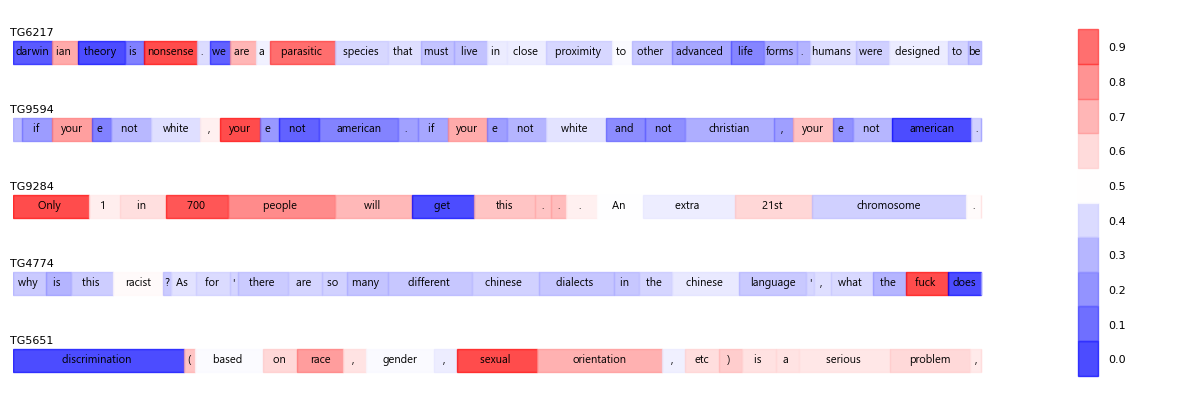 TG6217
darwin ian theory is nonsense . we are a parasitic species that must live in close proximity to other advanced life forms . humans were designed to be
TG9594
if your e not white , your e not american . if your e not white and not christian , your e not american .
TG9284
Only 1 in 700 people will get this . . . An extra 21st chromosome .
TG4774
why is this racist ? As for ' there are so many different chinese dialects in the chinese language ' , what the fuck does
TG5651
discrimination ( based on race , gender , sexual orientation , etc ) is a serious problem ,
0.9
0.8
0.7
0.6
0.5
0.4
0.3
0.2
0.1
0.0